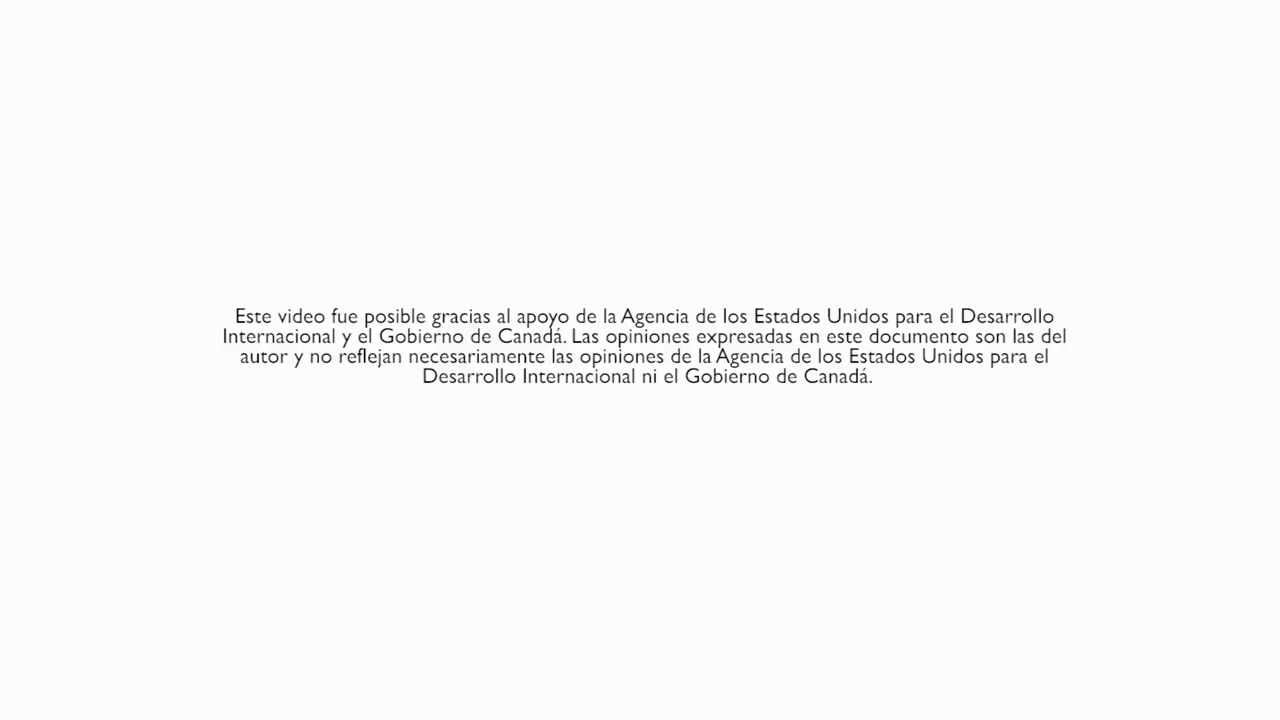 Este video fue posible gracias al apoyo de la Agencia de los Estados Unidos para el Desarrollo
Internacional y el Gobierno de Canadá. Las opiniones expresadas en este documento son las del
autor y no reflejan necesariamente las opiniones de la Agencia de los Estados Unidos para el
Desarrollo Internacional ni el Gobierno de Canadá.